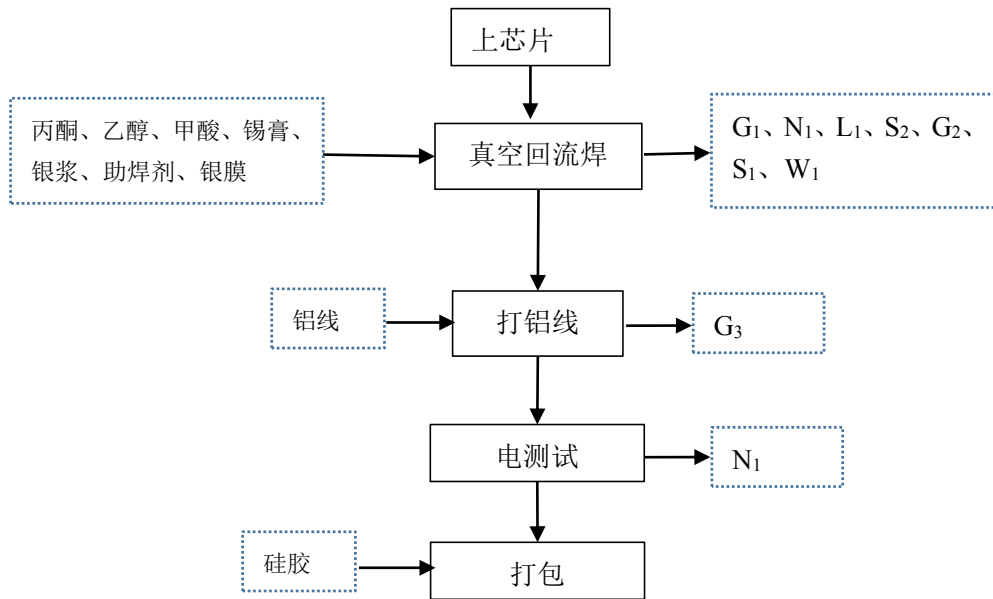 上芯片
丙酮、乙醇、甲酸、锡膏、
银浆、助焊剂、银膜
真空回流焊
G₁、N₁、L₁、S₂、G₂、
S₁、W₁
铝线
打铝线
G₃
电测试
N₁
硅胶
打包